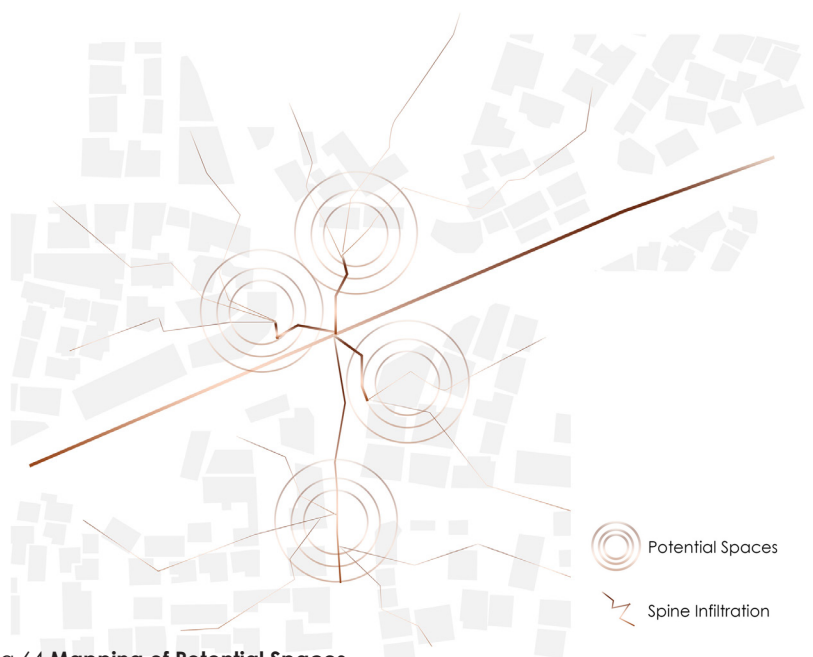 Potential Spaces
Spine Infiltration
Mapping of Potential Spaces